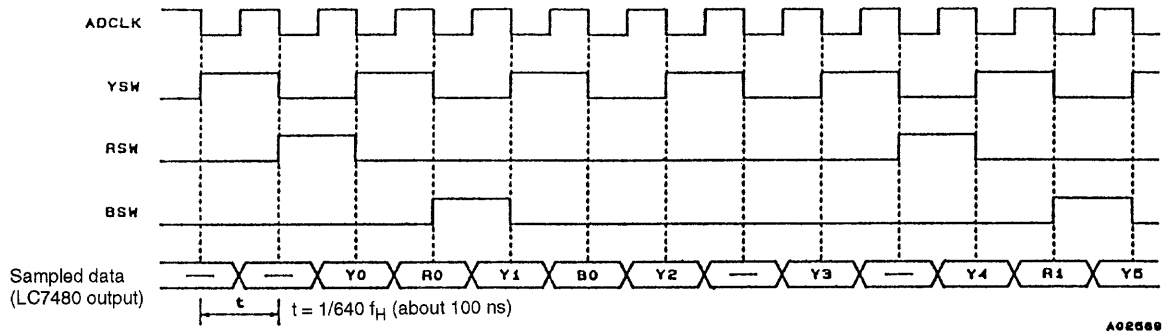 ADCLK
YSW
RSW
BSW
Sampled data
(LC7480 output)
— — Y0 R0 Y1 B0 Y2 — Y3 — Y4 R1 Y5
t
t = 1/640 fH (about 100 ns)
A02569